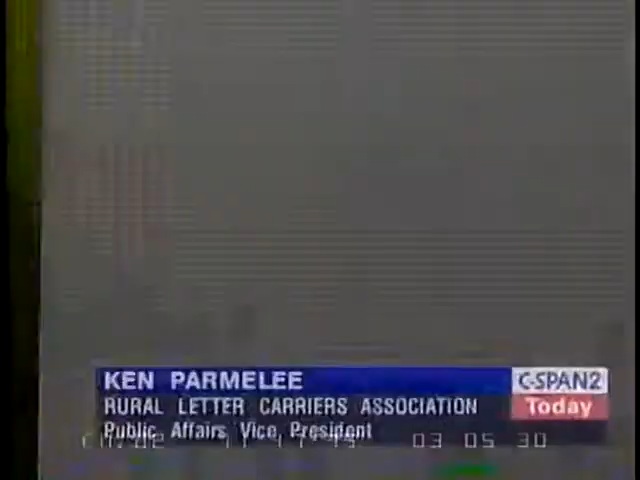 KEN PARMELEE
C-SPAN2
RURAL LETTER CARRIERS ASSOCIATION
Today
Public Affairs Vice President
03 05 30